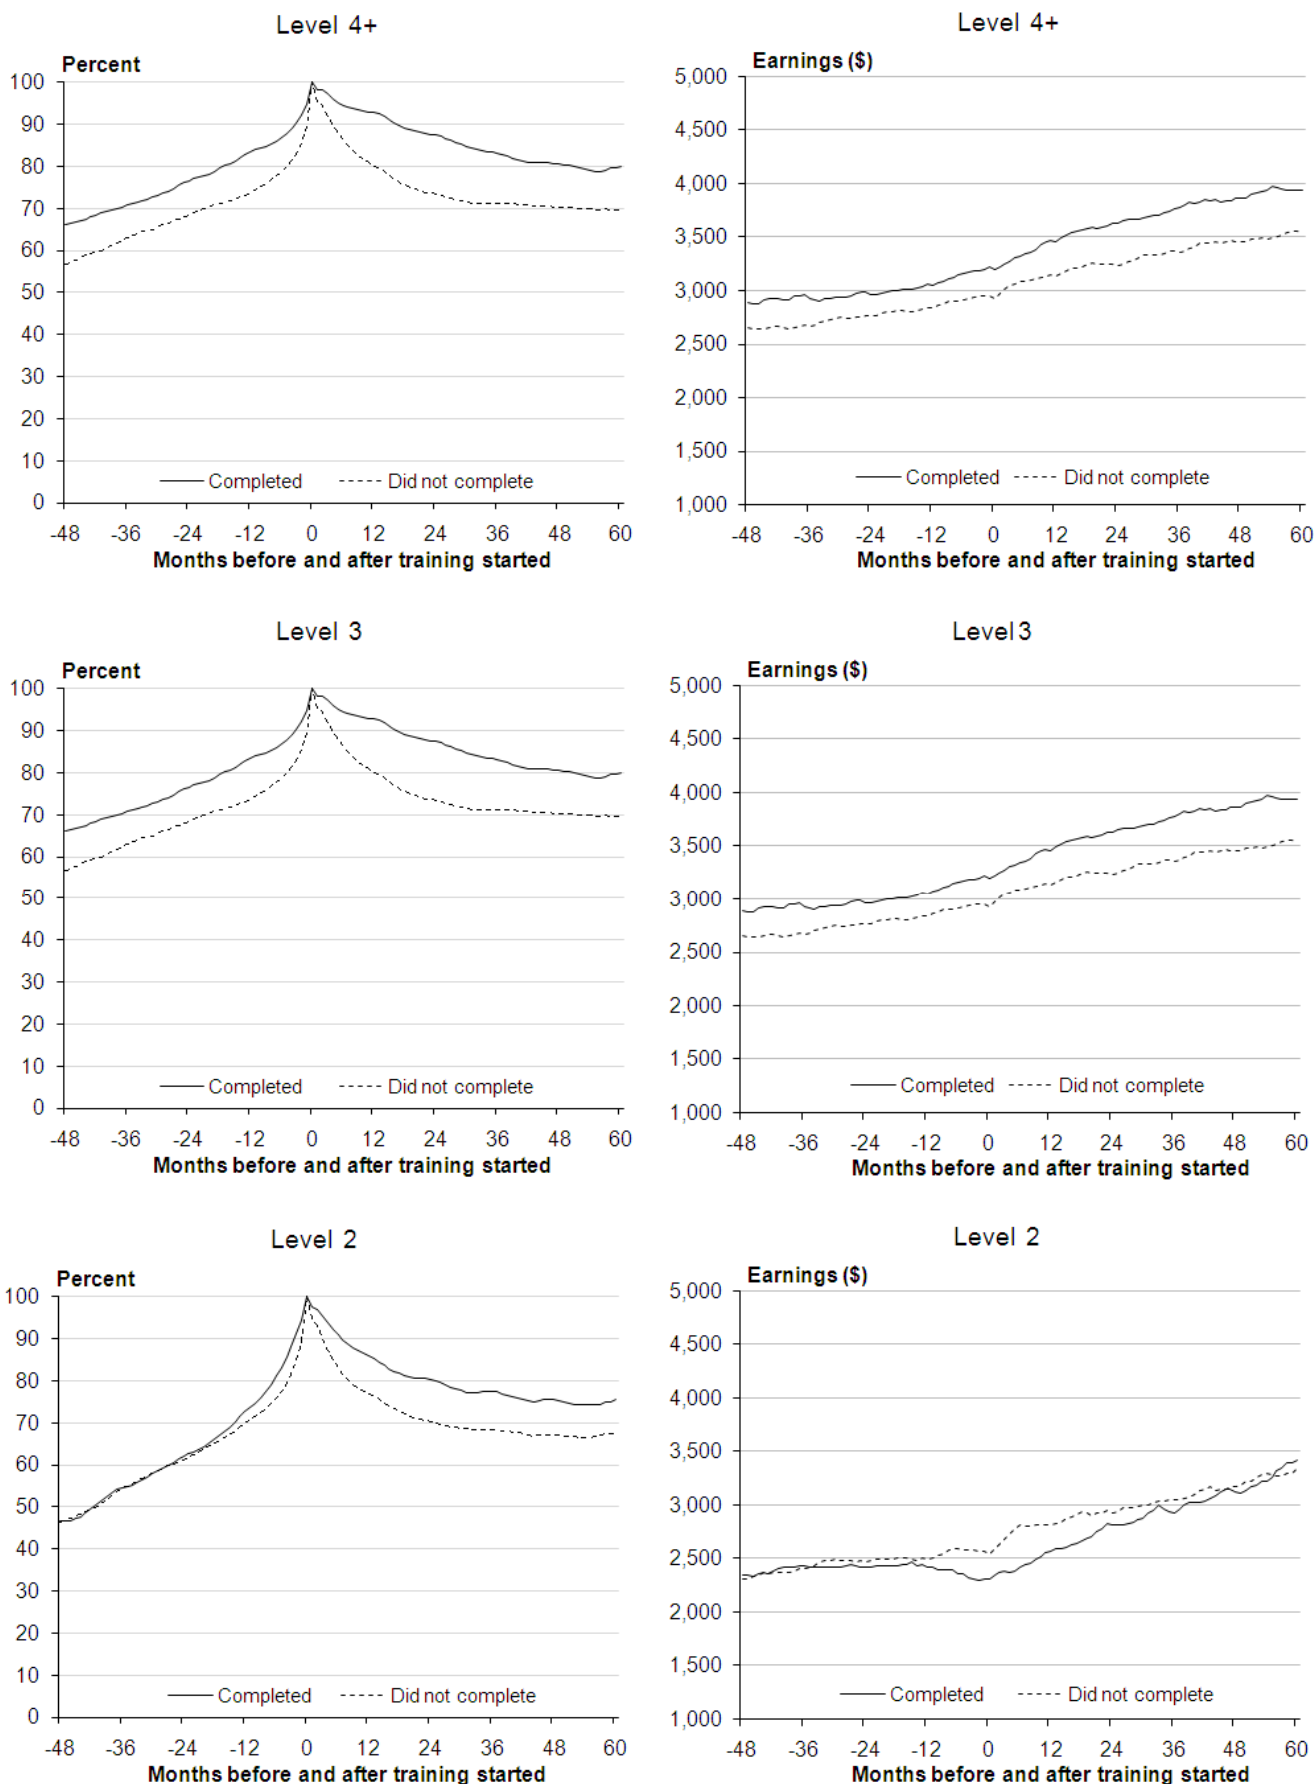 Level 4+
Percent
100
90
80
70
60
50
40
30
20
10
0
Completed Did not complete
-48 -36 -24 -12 0 12 24 36 48 60
Months before and after training started
Level 4+
Earnings ($)
5,000
4,500
4,000
3,500
3,000
2,500
2,000
1,500
1,000
Completed Did not complete
-48 -36 -24 -12 0 12 24 36 48 60
Months before and after training started
Level 3
Percent
100
90
80
70
60
50
40
30
20
10
0
Completed Did not complete
-48 -36 -24 -12 0 12 24 36 48 60
Months before and after training started
Level 3
Earnings ($)
5,000
4,500
4,000
3,500
3,000
2,500
2,000
1,500
1,000
Completed Did not complete
-48 -36 -24 -12 0 12 24 36 48 60
Months before and after training started
Level 2
Percent
100
90
80
70
60
50
40
30
20
10
0
Completed Did not complete
-48 -36 -24 -12 0 12 24 36 48 60
Months before and after training started
Level 2
Earnings ($)
5,000
4,500
4,000
3,500
3,000
2,500
2,000
1,500
1,000
Completed Did not complete
-48 -36 -24 -12 0 12 24 36 48 60
Months before and after training started